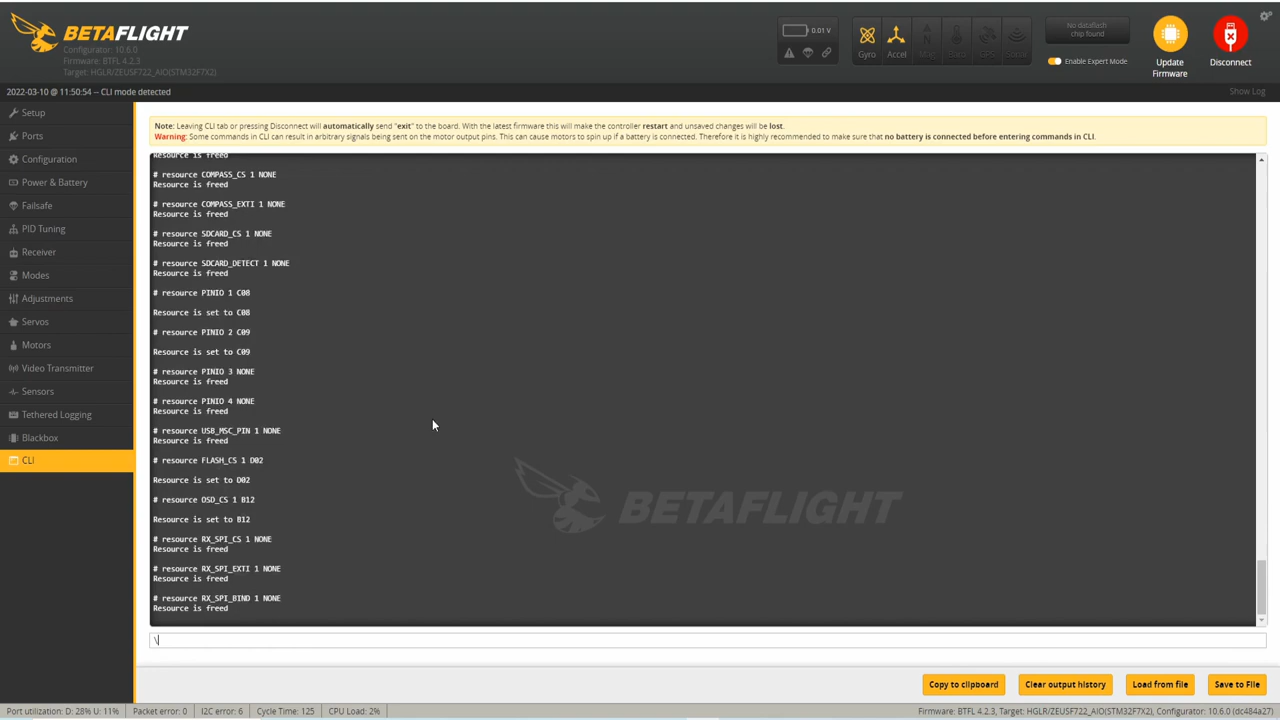 BETAFLIGHT
Configurator: 10.6.0
Firmware: BTFL 4.2.3
Target: HGLR/ZEUSF722_AIO(STM32F7X2)
0.01 V
Gyro
Accel
No dataflash
chip found
Enable Expert Mode
Update
Firmware
Disconnect
2022-03-10 @ 11:50:54 -- CLI mode detected
Show Log
Setup
Ports
Configuration
Power & Battery
Failsafe
PID Tuning
Receiver
Modes
Adjustments
Servos
Motors
Video Transmitter
Sensors
Tethered Logging
Blackbox
CLI
Note: Leaving CLI tab or pressing Disconnect will automatically send "exit" to the board. With the latest firmware this will make the controller restart and unsaved changes will be lost.
Warning: Some commands in CLI can result in arbitrary signals being sent on the motor output pins. This can cause motors to spin up if a battery is connected. Therefore it is highly recommended to make sure that no battery is connected before entering commands in CLI.
Resource is freed
# resource COMPASS_CS 1 NONE
Resource is freed
# resource COMPASS_EXTI 1 NONE
Resource is freed
# resource SDCARD_CS 1 NONE
Resource is freed
# resource SDCARD_DETECT 1 NONE
Resource is freed
# resource PINIO 1 C08
Resource is set to C08
# resource PINIO 2 C09
Resource is set to C09
# resource PINIO 3 NONE
Resource is freed
# resource PINIO 4 NONE
Resource is freed
# resource USB_MSC_PIN 1 NONE
Resource is freed
# resource FLASH_CS 1 D02
Resource is set to D02
# resource OSD_CS 1 B12
Resource is set to B12
# resource RX_SPI_CS 1 NONE
Resource is freed
# resource RX_SPI_EXTI 1 NONE
Resource is freed
# resource RX_SPI_BIND 1 NONE
Resource is freed
BETAFLIGHT
\
Copy to clipboard
Clear output history
Load from file
Save to File
Port utilization: D: 28% U: 11%
Packet error: 0
I2C error: 6
Cycle Time: 125
CPU Load: 2%
Firmware: BTFL 4.2.3, Target: HGLR/ZEUSF722_AIO(STM32F7X2), Configurator: 10.6.0 (dc484a27)